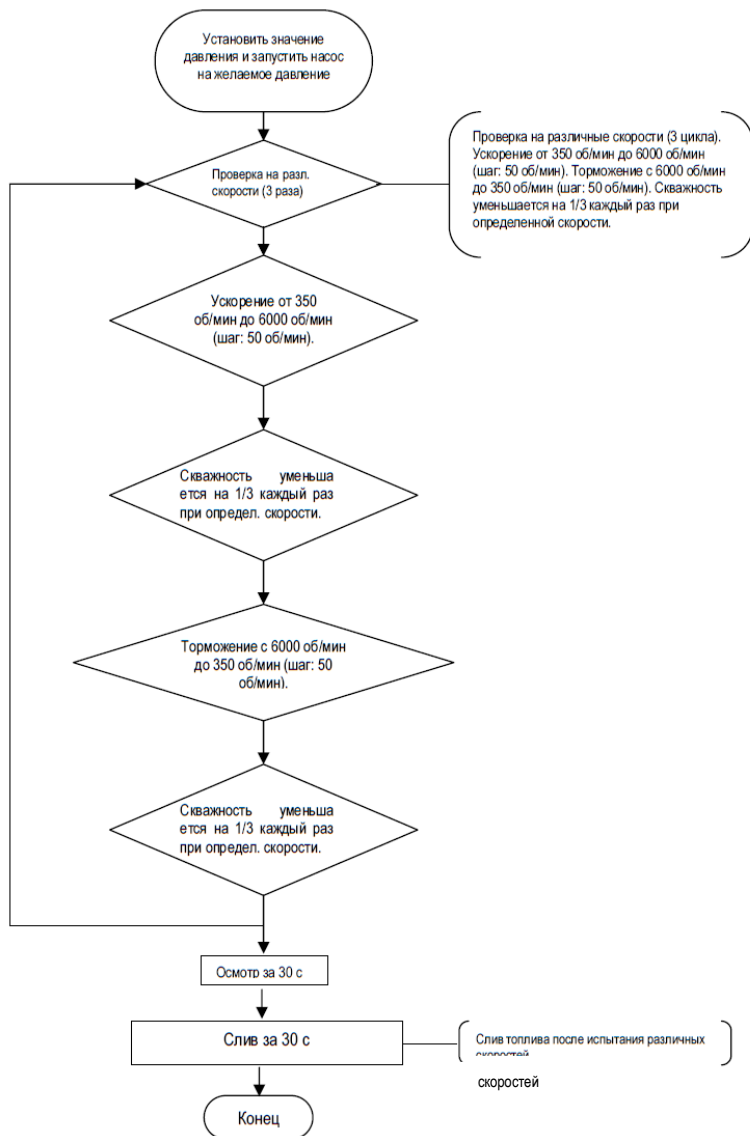 Установить значение
давления и запустить насос
на желаемое давление
Проверка на разл.
скорости (3 раза)
Проверка на различные скорости (3 цикла).
Ускорение от 350 об/мин до 6000 об/мин
(шаг: 50 об/мин). Торможение с 6000 об/мин
до 350 об/мин (шаг: 50 об/мин). Скважность
уменьшается на 1/3 каждый раз при
определенной скорости.
Ускорение от 350
об/мин до 6000 об/мин
(шаг: 50 об/мин).
Скважность уменьша
ется на 1/3 каждый раз
при определ. скорости.
Торможение с 6000 об/мин
до 350 об/мин (шаг: 50
об/мин).
Скважность уменьша
ется на 1/3 каждый раз
при определ. скорости.
Осмотр за 30 с
Слив за 30 с
Слив топлива после испытания различных
скоростей
скоростей
Конец